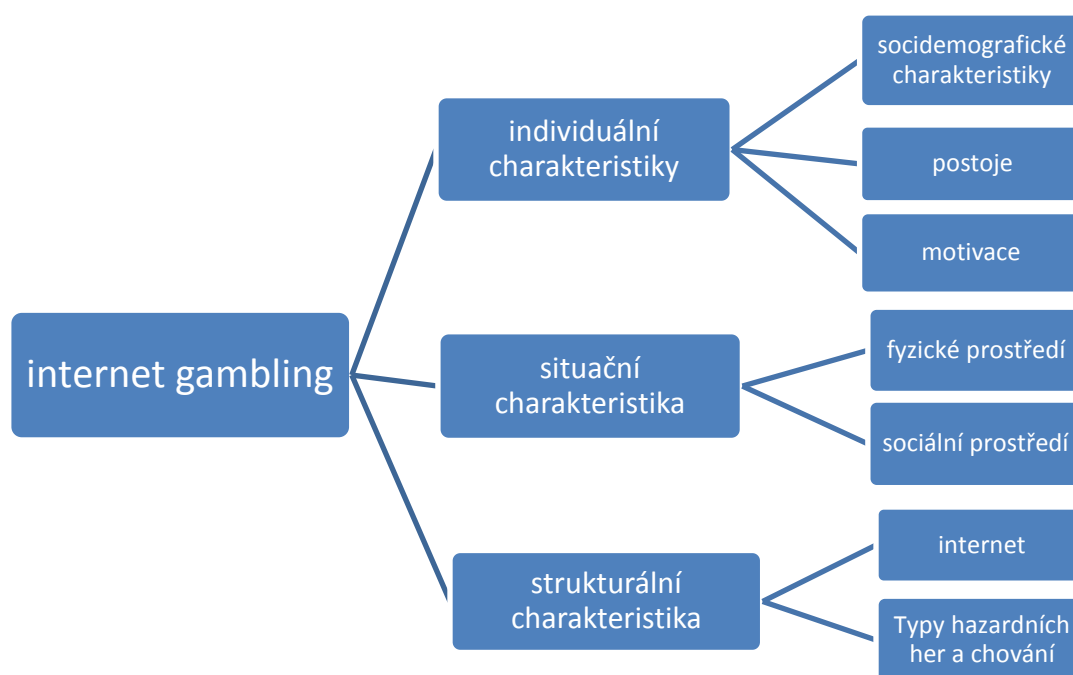 internet gambling
individuální
charakteristiky
socidemografické
charakteristiky
postoje
motivace
situační
charakteristika
fyzické prostředí
sociální prostředí
strukturální
charakteristika
internet
Typy hazardních
her a chování